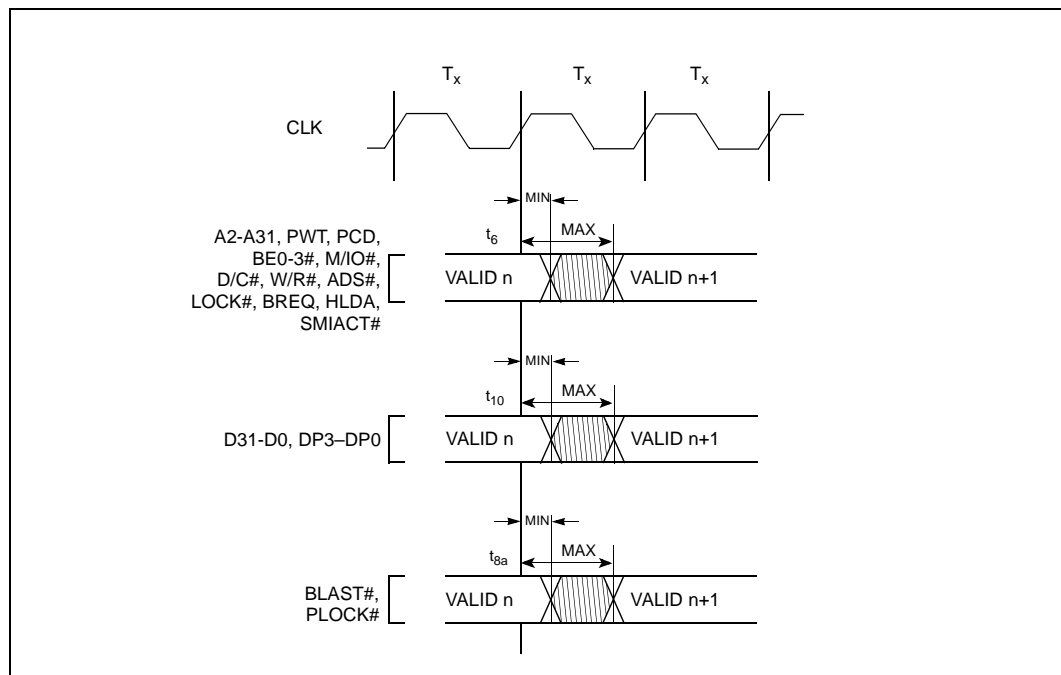 Tx Tx Tx
CLK
MIN
t6 MAX
A2-A31, PWT, PCD,
BE0-3#, M/IO#,
D/C#, W/R#, ADS#,
LOCK#, BREQ, HLDA,
SMIACT#
VALID n VALID n+1
MIN
t10 MAX
D31-D0, DP3–DP0
VALID n VALID n+1
MIN
t8a MAX
BLAST#,
PLOCK#
VALID n VALID n+1